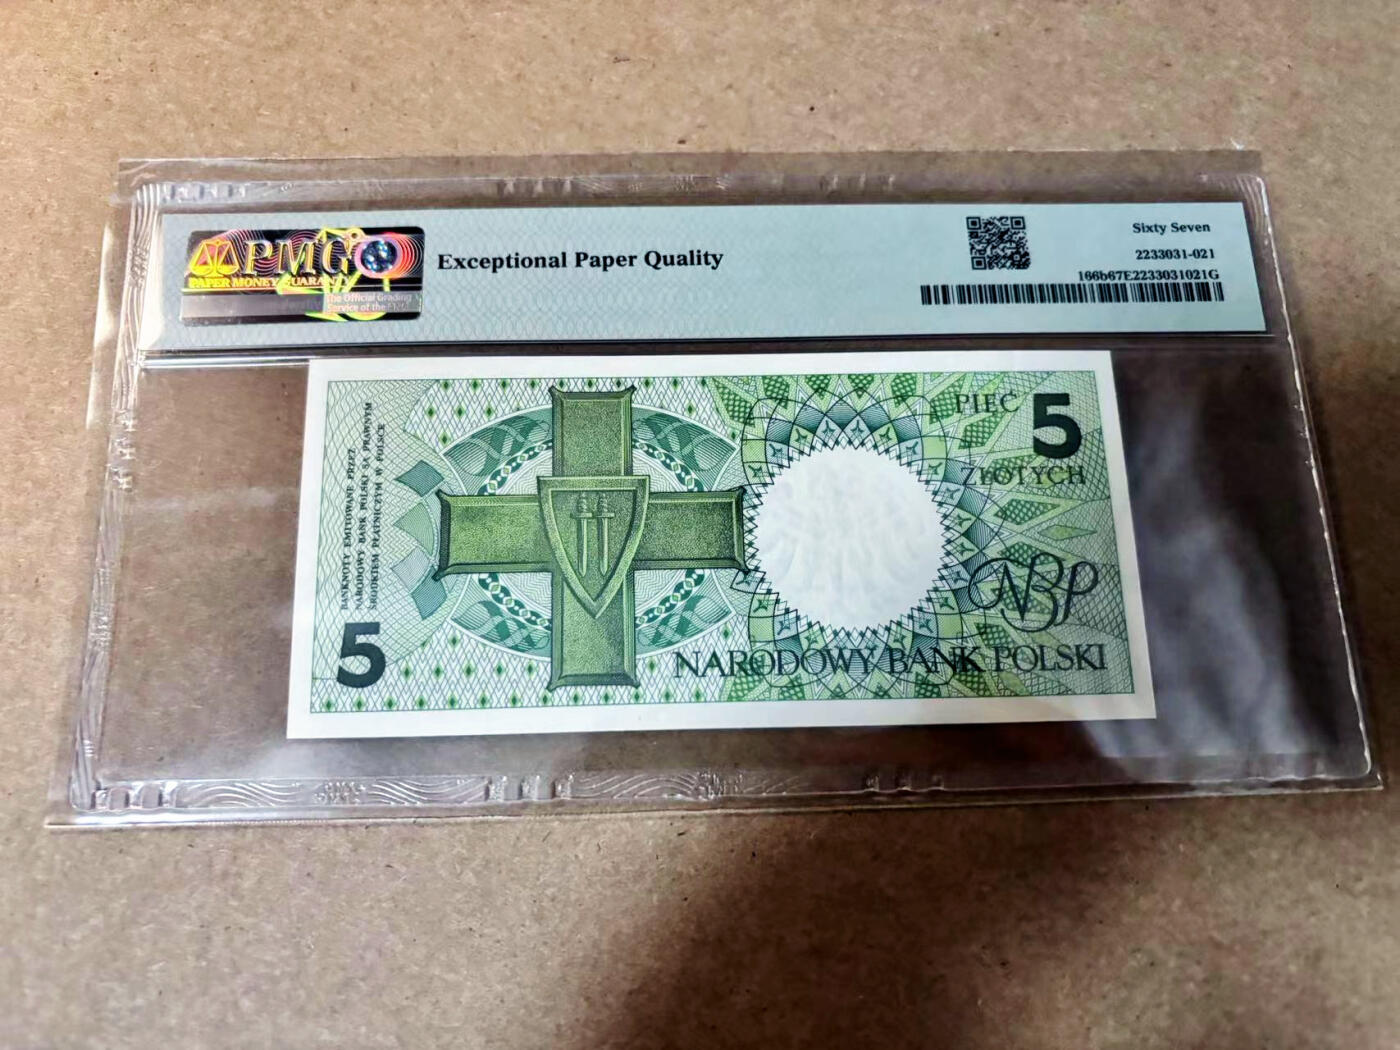 PMG
PAPER MONEY GUARANTY
The Official Grading
Service of the
Exceptional Paper Quality
Sixty Seven
2233031-021
166b67E2233031021G
BANKNOTY EMITOWANE PRZEZ
NARODOWY BANK POLSKI SĄ PRAWNYM
ŚRODKIEM PŁATNICZYM W POLSCE
5
PIĘĆ
5
ZŁOTYCH
NBP
NARODOWY BANK POLSKI